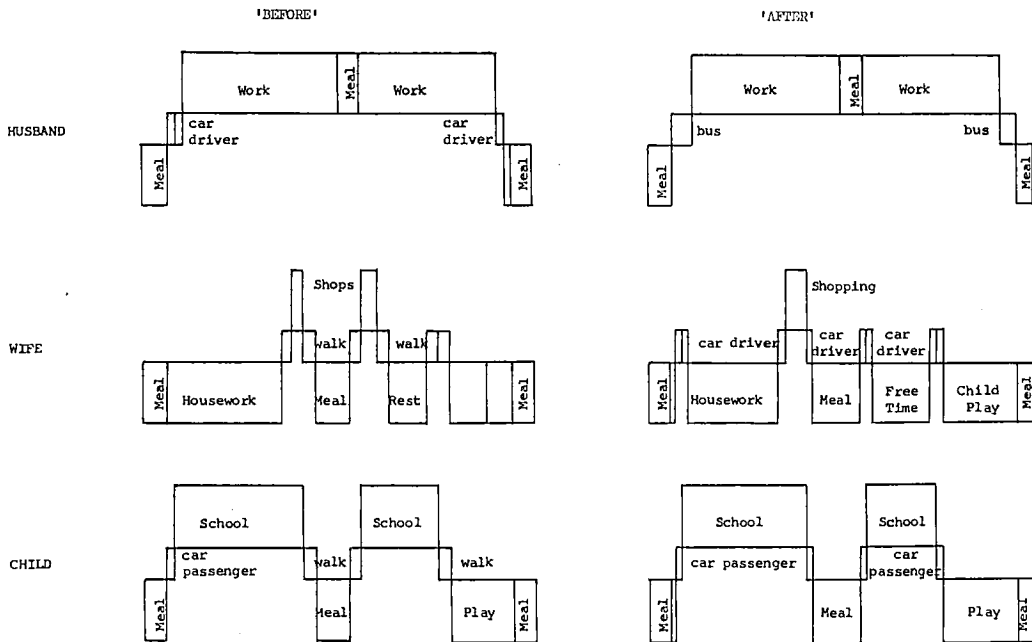 'BEFORE'
'AFTER'
HUSBAND
Meal
car
driver
Work
Meal
Work
car
driver
Meal
Meal
bus
Work
Meal
Work
bus
Meal
WIFE
Meal
Housework
Shops
walk
Meal
walk
Rest
Meal
Meal
car driver
Housework
Shopping
car
driver
Meal
car
driver
Free
Time
Child
Play
Meal
CHILD
Meal
School
car
passenger
walk
Meal
School
walk
Play
Meal
Meal
School
car passenger
Meal
School
car
passenger
Play
Meal